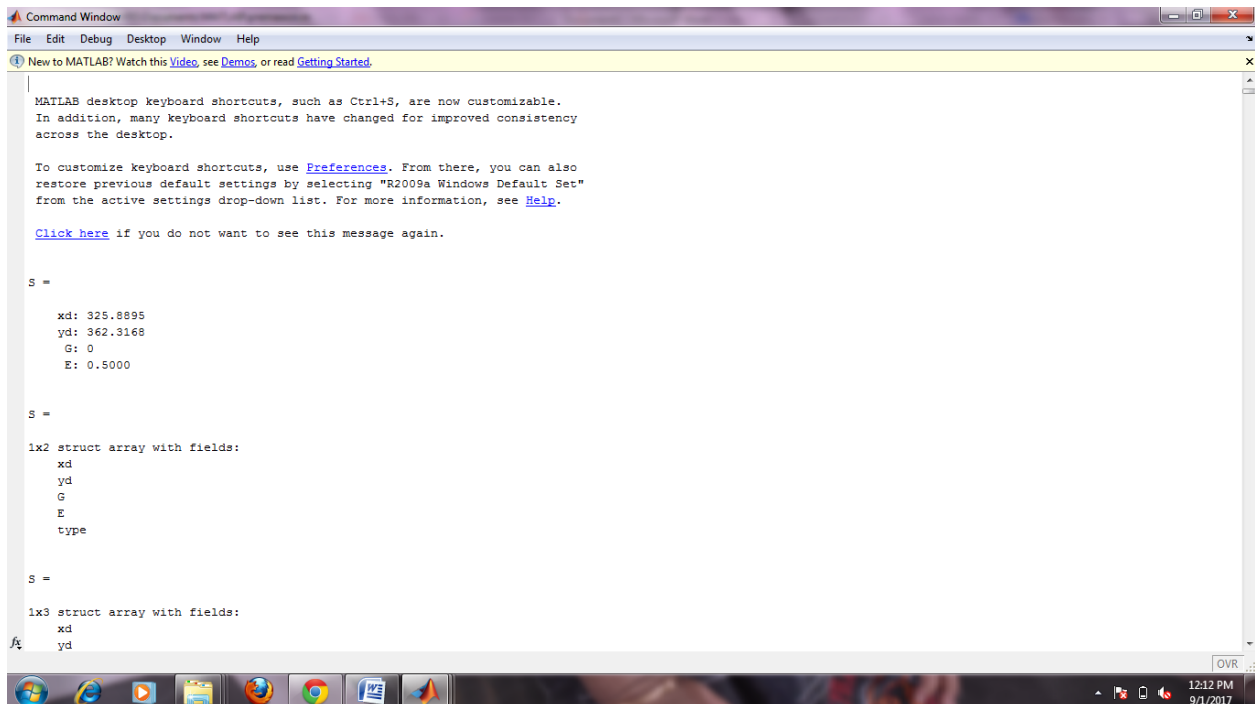 Command Window
File Edit Debug Desktop Window Help
New to MATLAB? Watch this Video, see Demos, or read Getting Started.
MATLAB desktop keyboard shortcuts, such as Ctrl+S, are now customizable.
In addition, many keyboard shortcuts have changed for improved consistency
across the desktop.
To customize keyboard shortcuts, use Preferences. From there, you can also
restore previous default settings by selecting "R2009a Windows Default Set"
from the active settings drop-down list. For more information, see Help.
Click here if you do not want to see this message again.
S =
xd: 325.8895
yd: 362.3168
G: 0
E: 0.5000
S =
1x2 struct array with fields:
xd
yd
G
E
type
S =
1x3 struct array with fields:
xd
yd
fx
OVR
12:12 PM
9/1/2017